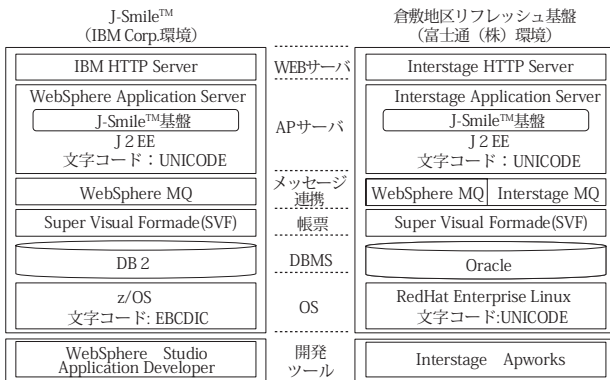 J-Smile™
（IBM Corp.環境）
IBM HTTP Server
WebSphere Application Server
J-Smile™基盤
J 2 EE
文字コード：UNICODE
WebSphere MQ
Super Visual Formade(SVF)
DB 2
z/OS
文字コード: EBCDIC
WebSphere Studio
Application Developer
WEBサーバ
APサーバ
メッセージ
連携
帳票
DBMS
OS
開発
ツール
倉敷地区リフレッシュ基盤
（富士通（株）環境）
Interstage HTTP Server
Interstage Application Server
J-Smile™基盤
J 2 EE
文字コード：UNICODE
WebSphere MQ Interstage MQ
Super Visual Formade(SVF)
Oracle
RedHat Enterprise Linux
文字コード:UNICODE
Interstage Apworks